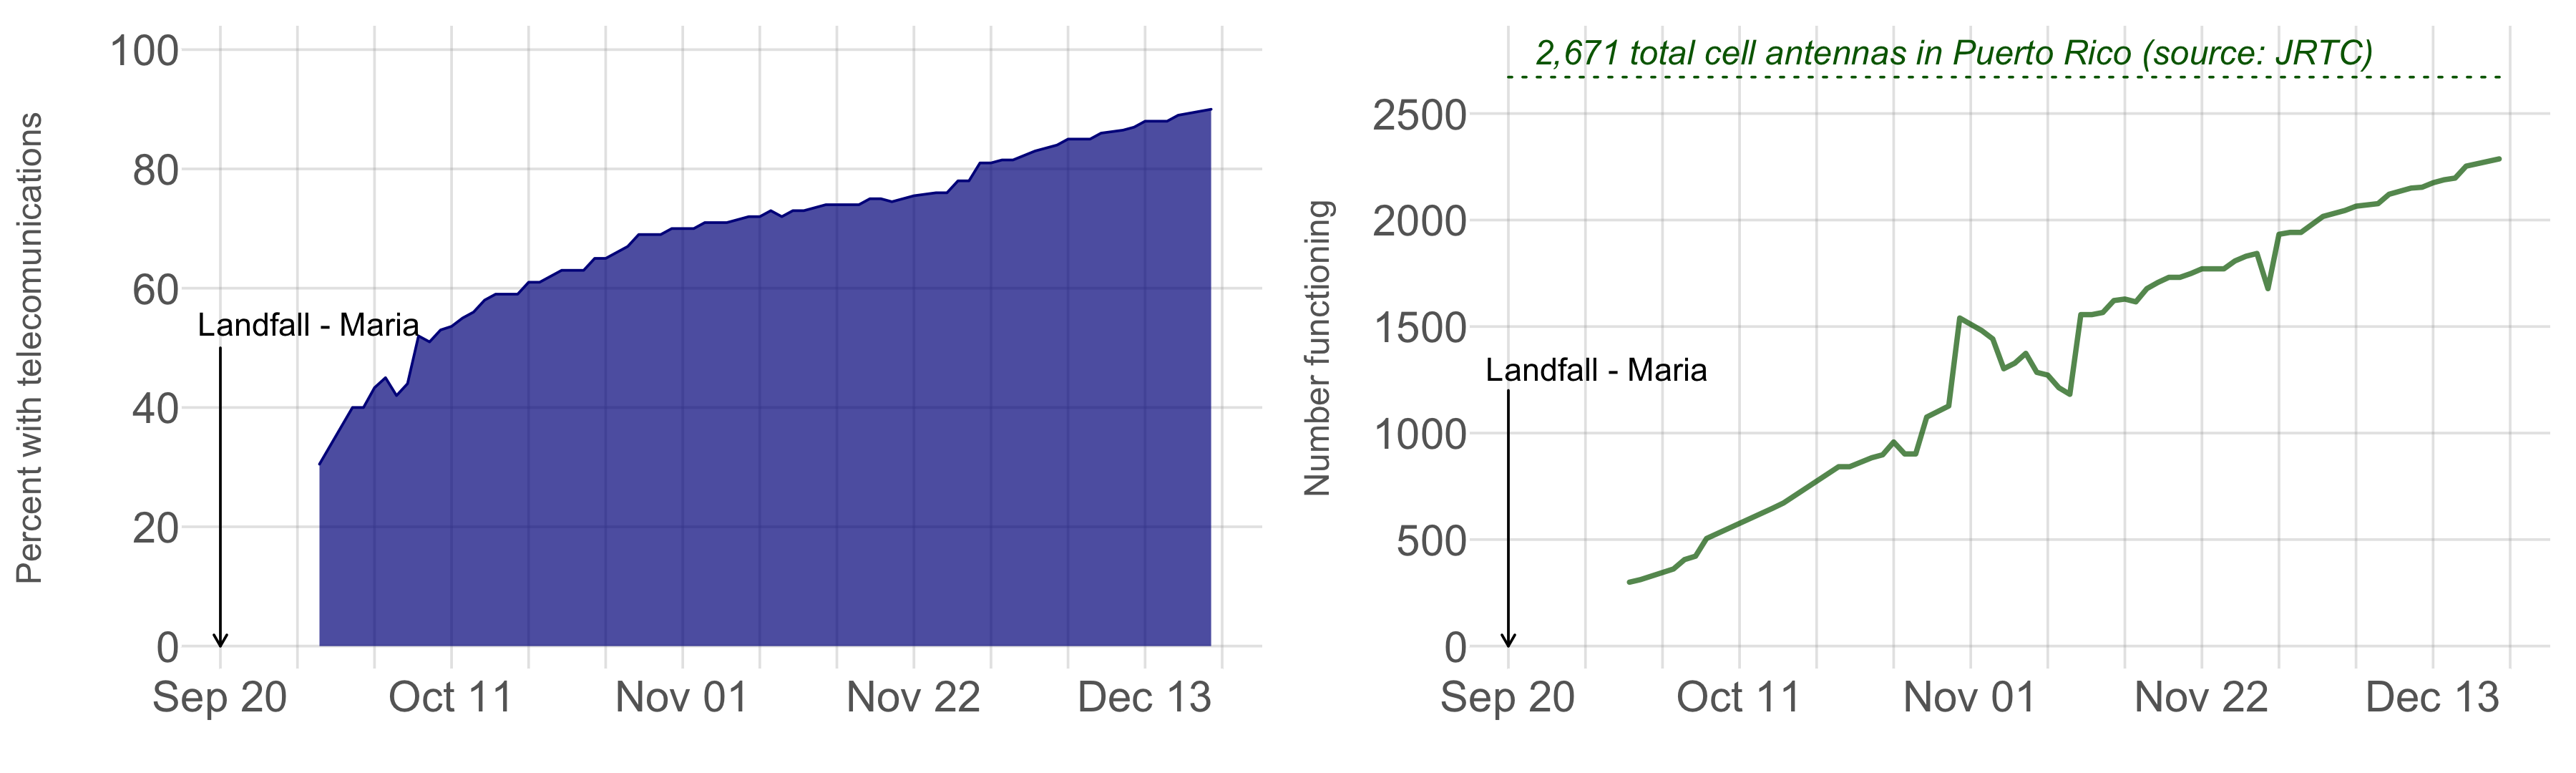 Percent with telecomunications
100
80
60
40
20
0
Landfall - Maria
Sep 20 Oct 11 Nov 01 Nov 22 Dec 13
Number functioning
2,671 total cell antennas in Puerto Rico (source: JRTC)
2500
2000
1500
1000
500
0
Landfall - Maria
Sep 20 Oct 11 Nov 01 Nov 22 Dec 13